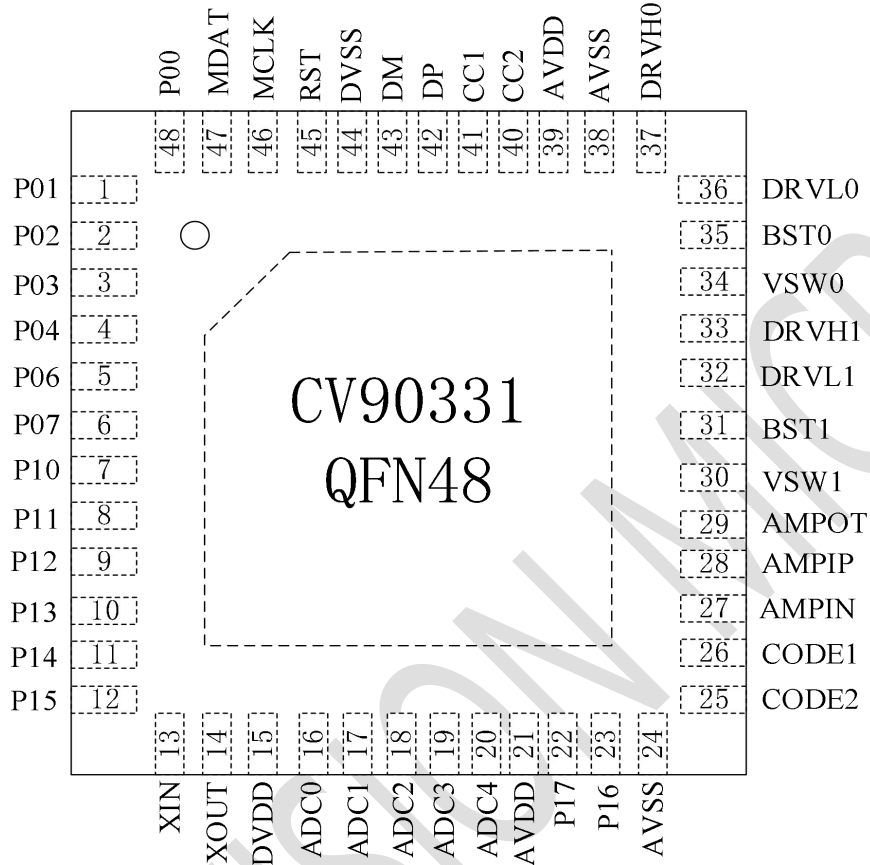 P00 MDAT MCLK RST DVSS DM DP CC1 CC2 AVDD AVSS DRVH0
48 47 46 45 44 43 42 41 40 39 38 37
P01 1 36 DRVL0
P02 2 35 BST0
P03 3 34 VSW0
P04 4 33 DRVH1
P06 5 32 DRVL1
P07 6 31 BST1
P10 7 30 VSW1
P11 8 29 AMPOT
P12 9 28 AMPIP
P13 10 27 AMPIN
P14 11 26 CODE1
P15 12 25 CODE2
CV90331
QFN48
13 14 15 16 17 18 19 20 21 22 23 24
XIN XOUT DVDD ADC0 ADC1 ADC2 ADC3 ADC4 AVDD P17 P16 AVSS